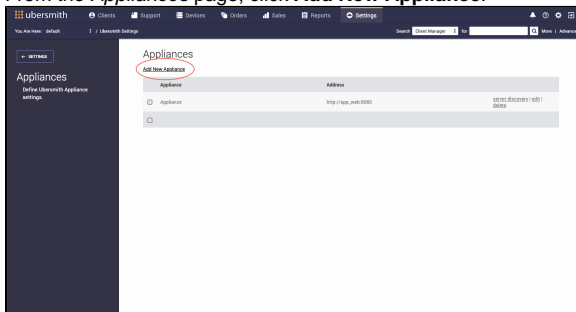 From the Appliances page, click Add New Appliance.
ubersmith Clients Support Devices Orders Sales Reports Settings
You Are Here: default / Ubersmith Settings Search Client Manager for More | Advanced
← SETTINGS
Appliances
Define Ubersmith Appliance
settings.
Appliances
Add New Appliance
Appliance Address
Appliance http://app_web:8080 server discovery | edit |
delete